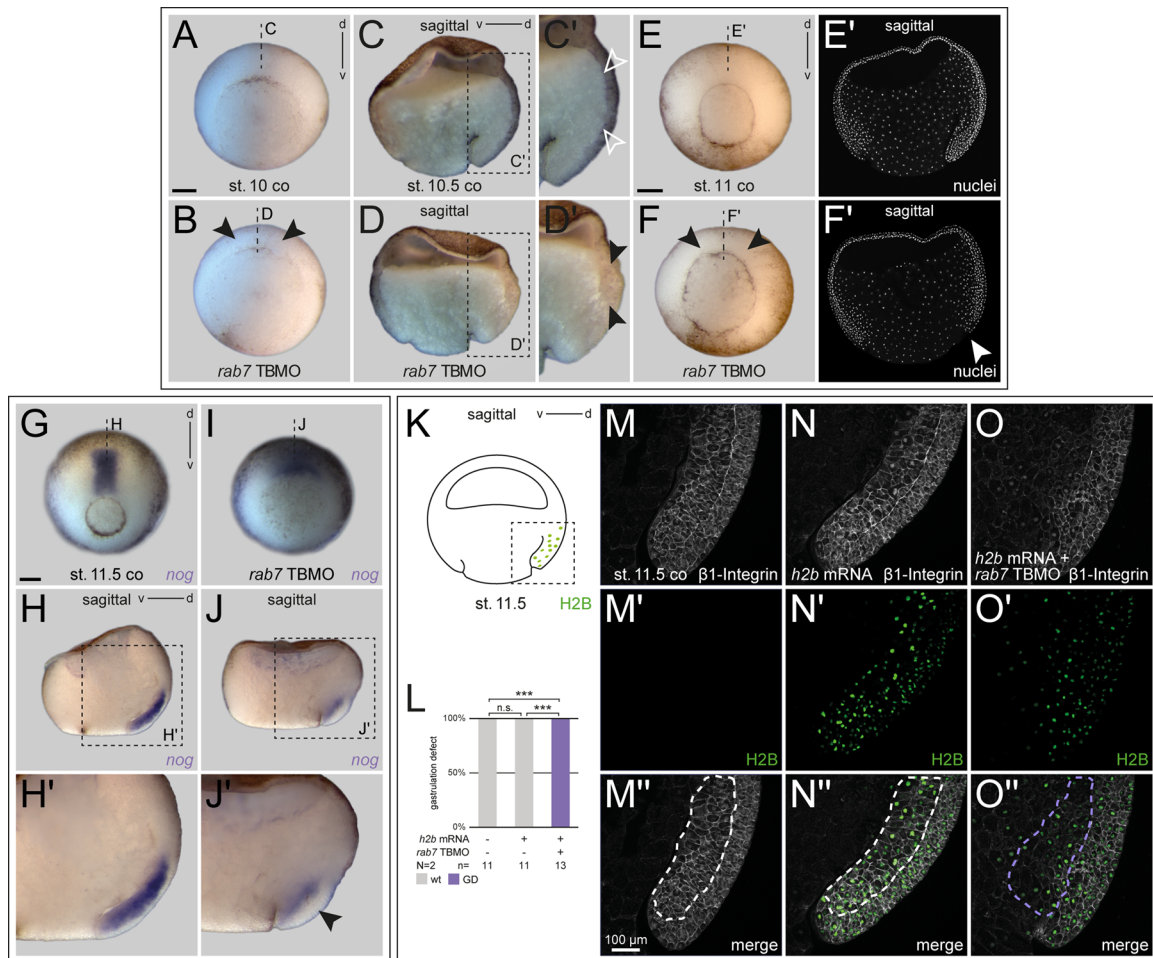 A
C
d
v
st. 10 co
C
sagittal v d
C'
st. 10.5 co
C'
E
E'
d
v
st. 11 co
E'
sagittal
nuclei
B
D
rab7 TBMO
D
sagittal
D'
rab7 TBMO
D'
F
F'
rab7 TBMO
F'
sagittal
nuclei
G
H
d
v
st. 11.5 co nog
I
J
rab7 TBMO nog
H
sagittal v d
H'
nog
J
sagittal
J'
nog
H'
J'
K
sagittal v d
st. 11.5 H2B
L
***
n.s. ***
100%
50%
0%
gastrulation defect
h2b mRNA - + +
rab7 TBMO - - +
N=2 n= 11 11 13
wt GD
M
st. 11.5 co β1-Integrin
N
h2b mRNA β1-Integrin
O
h2b mRNA +
rab7 TBMO β1-Integrin
M'
H2B
N'
H2B
O'
H2B
M"
100 µm
merge
N"
merge
O"
merge